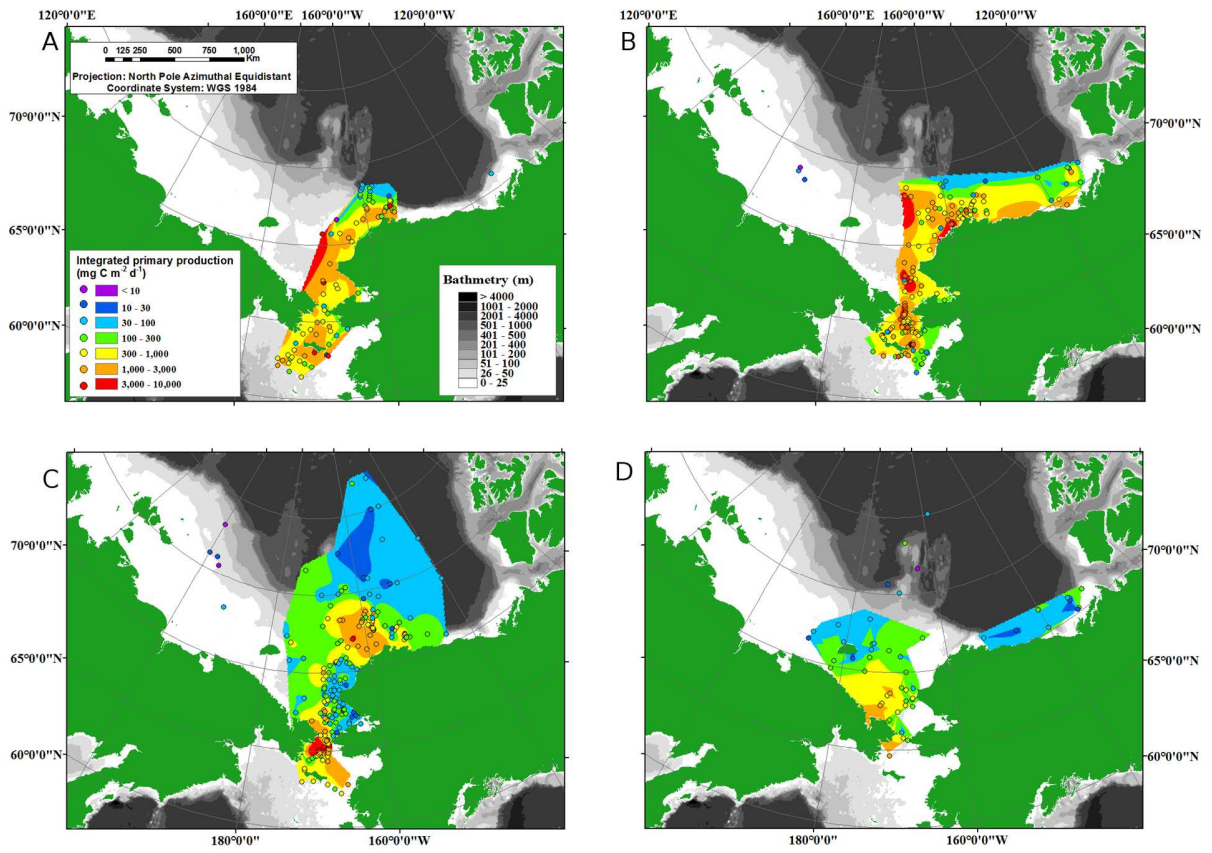 120°0'0"E 160°0'0"E 160°0'0"W 120°0'0"W
A
0 125 250 500 750 1,000
Km
Projection: North Pole Azimuthal Equidistant
Coordinate System: WGS 1984
70°0'0"N
65°0'0"N
60°0'0"N
Integrated primary production
(mg C m⁻² d⁻¹)
< 10
10 - 30
30 - 100
100 - 300
300 - 1,000
1,000 - 3,000
3,000 - 10,000
Bathmetry (m)
> 4000
1001 - 2000
2001 - 4000
501 - 1000
201 - 400
101 - 200
51 - 100
26 - 50
0 - 25
120°0'0"E 160°0'0"E 160°0'0"W 120°0'0"W
B
70°0'0"N
65°0'0"N
60°0'0"N
C
70°0'0"N
65°0'0"N
60°0'0"N
180°0'0" 160°0'0"W
D
70°0'0"N
65°0'0"N
60°0'0"N
180°0'0" 160°0'0"W